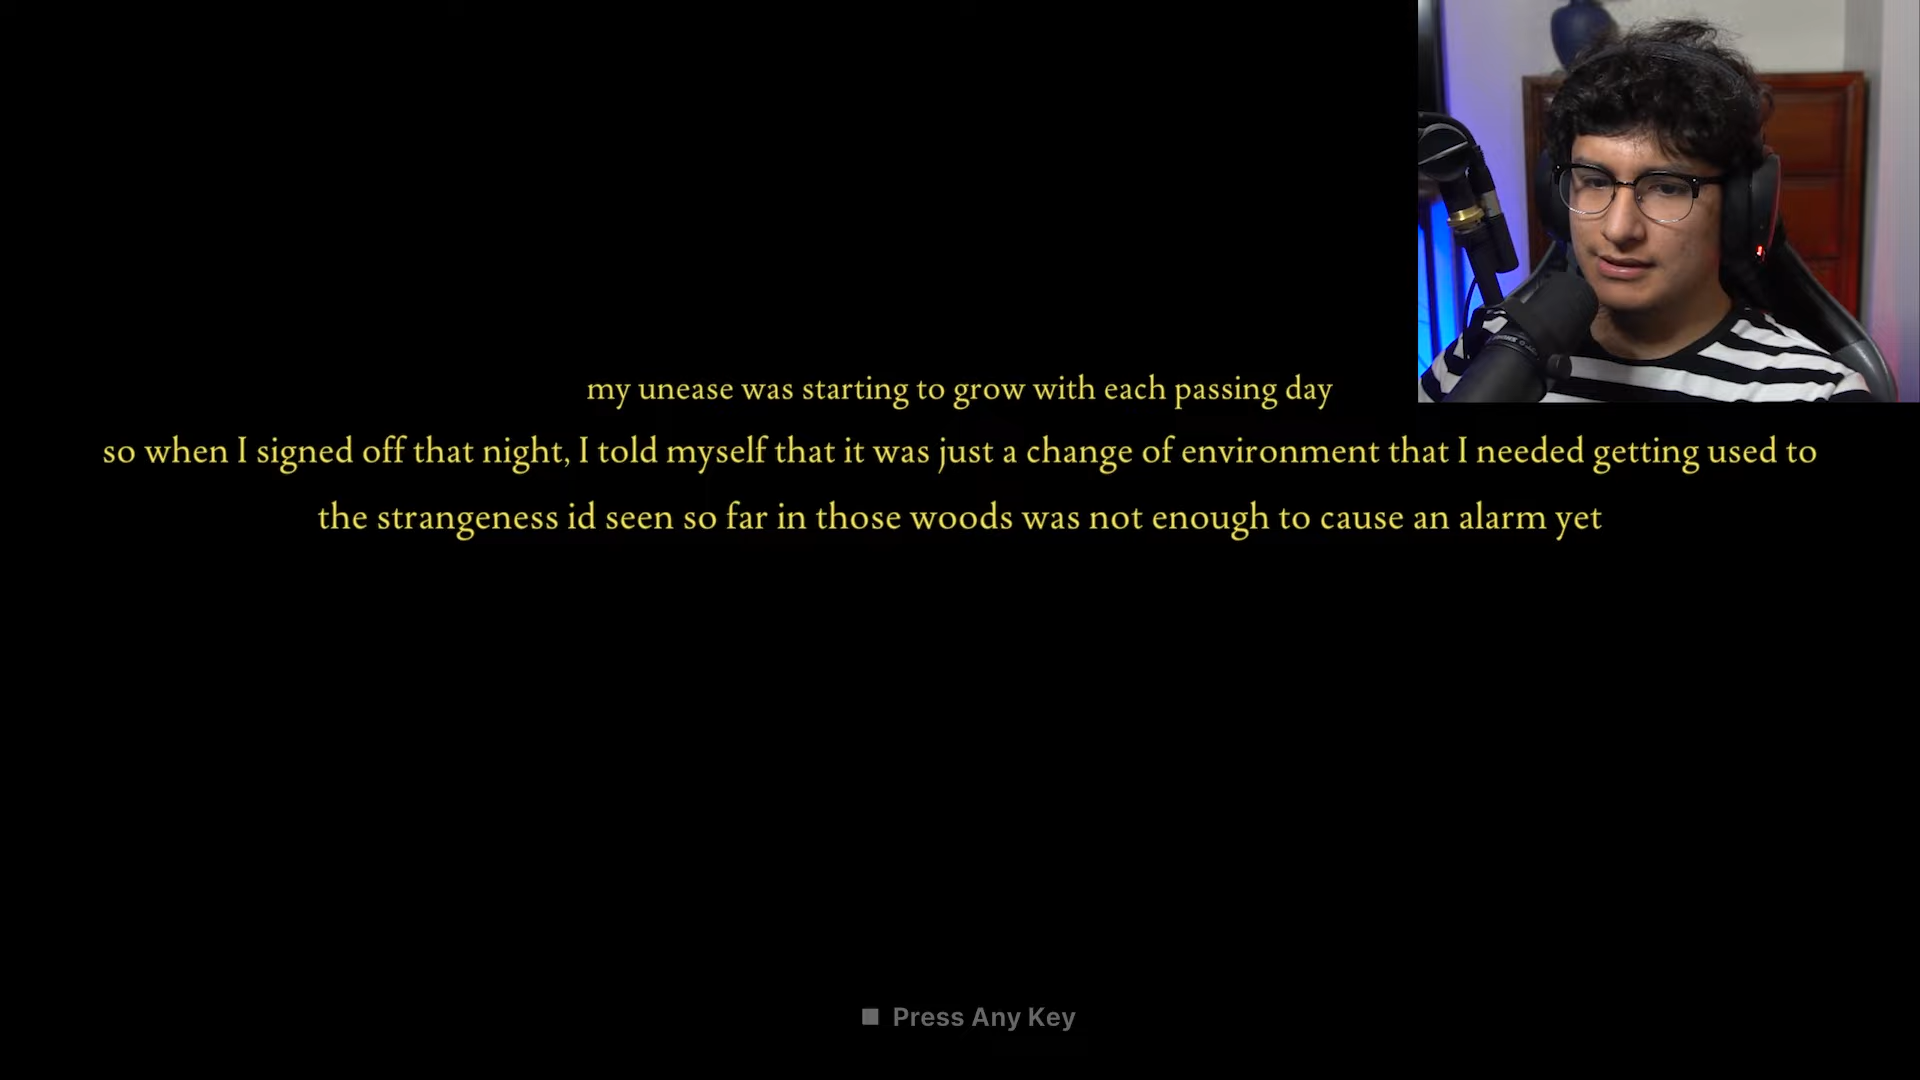 my unease was starting to grow with each passing day
so when I signed off that night, I told myself that it was just a change of environment that I needed getting used to
the strangeness id seen so far in those woods was not enough to cause an alarm yet
Press Any Key